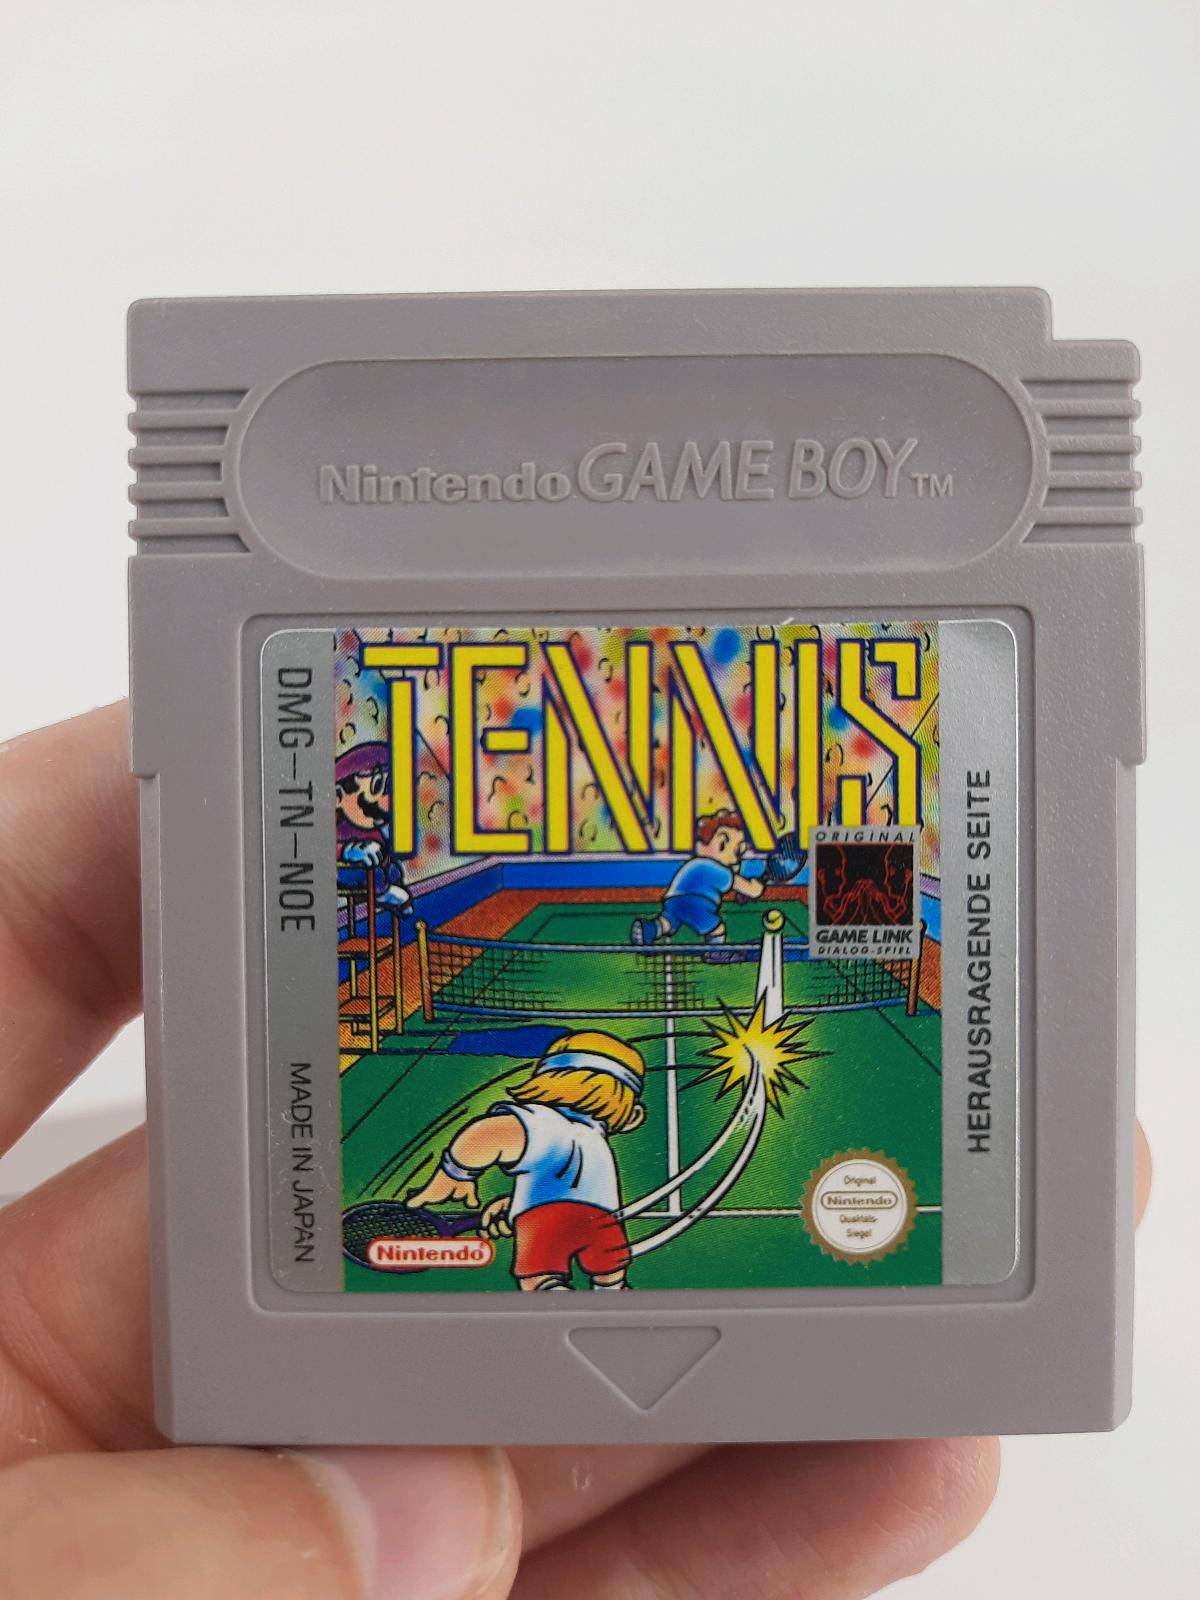 Nintendo GAME BOY TM
TENNIS
DMG-TN-NOE
MADE IN JAPAN
HERAUSRAGENDE SEITE
ORIGINAL
GAME LINK
DIALOG-SPIEL
Nintendo®
Original
Nintendo
Qualitäts-
Siegel